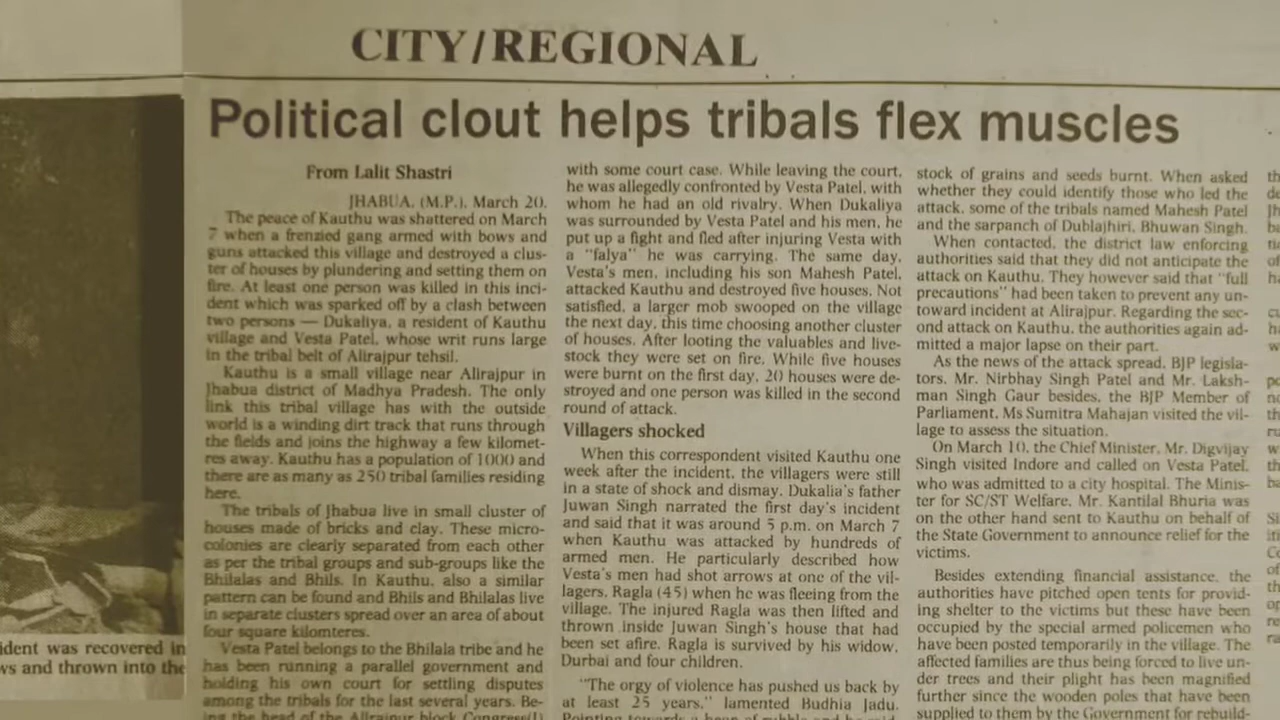 CITY/REGIONAL
Political clout helps tribals flex muscles
From Lalit Shastri
JHABUA, (M.P.), March 20.
The peace of Kauthu was shattered on March
7 when a frenzied gang armed with bows and
guns attacked this village and destroyed a clus-
ter of houses by plundering and setting them on
fire. At least one person was killed in this inci-
dent which was sparked off by a clash between
two persons — Dukaliya, a resident of Kauthu
village and Vesta Patel, whose writ runs large
in the tribal belt of Alirajpur tehsil.
Kauthu is a small village near Alirajpur in
Jhabua district of Madhya Pradesh. The only
link this tribal village has with the outside
world is a winding dirt track that runs through
the fields and joins the highway a few kilomet-
res away. Kauthu has a population of 1000 and
there are as many as 250 tribal families residing
here.
The tribals of Jhabua live in small cluster of
houses made of bricks and clay. These micro-
colonies are clearly separated from each other
as per the tribal groups and sub-groups like the
Bhilalas and Bhils. In Kauthu, also a similar
pattern can be found and Bhils and Bhilalas live
in separate clusters spread over an area of about
four square kilomteres.
Vesta Patel belongs to the Bhilala tribe and he
has been running a parallel government and
holding his own court for settling disputes
among the tribals for the last several years. Be-
ing the head of the Alirajpur block Congress(I)
with some court case. While leaving the court,
he was allegedly confronted by Vesta Patel, with
whom he had an old rivalry. When Dukaliya
was surrounded by Vesta Patel and his men, he
put up a fight and fled after injuring Vesta with
a "falya" he was carrying. The same day,
Vesta's men, including his son Mahesh Patel,
attacked Kauthu and destroyed five houses. Not
satisfied, a larger mob swooped on the village
the next day, this time choosing another cluster
of houses. After looting the valuables and live-
stock they were set on fire. While five houses
were burnt on the first day, 20 houses were de-
stroyed and one person was killed in the second
round of attack.
Villagers shocked
When this correspondent visited Kauthu one
week after the incident, the villagers were still
in a state of shock and dismay. Dukalia's father
Juwan Singh narrated the first day's incident
and said that it was around 5 p.m. on March 7
when Kauthu was attacked by hundreds of
armed men. He particularly described how
Vesta's men had shot arrows at one of the vil-
lagers, Ragla (45) when he was fleeing from the
village. The injured Ragla was then lifted and
thrown inside Juwan Singh's house that had
been set afire. Ragla is survived by his widow,
Durbai and four children.
"The orgy of violence has pushed us back by
at least 25 years," lamented Budhia Jadu.
Pointing towards a heap of rubble and he said
stock of grains and seeds burnt. When asked
whether they could identify those who led the
attack, some of the tribals named Mahesh Patel
and the sarpanch of Dublajhiri, Bhuwan Singh.
When contacted, the district law enforcing
authorities said that they did not anticipate the
attack on Kauthu. They however said that "full
precautions" had been taken to prevent any un-
toward incident at Alirajpur. Regarding the sec-
ond attack on Kauthu, the authorities again ad-
mitted a major lapse on their part.
As the news of the attack spread, BJP legisla-
tors, Mr. Nirbhay Singh Patel and Mr. Laksh-
man Singh Gaur besides, the BJP Member of
Parliament, Ms Sumitra Mahajan visited the vil-
lage to assess the situation.
On March 10, the Chief Minister, Mr. Digvijay
Singh visited Indore and called on Vesta Patel,
who was admitted to a city hospital. The Minis-
ter for SC/ST Welfare, Mr. Kantilal Bhuria was
on the other hand sent to Kauthu on behalf of
the State Government to announce relief for the
victims.
Besides extending financial assistance, the
authorities have pitched open tents for provid-
ing shelter to the victims but these have been
occupied by the special armed policemen who
have been posted temporarily in the village. The
affected families are thus being forced to live un-
der trees and their plight has been magnified
further since the wooden poles that have been
supplied to them by the Government for rebuild-
ident was recovered in
ws and thrown into the